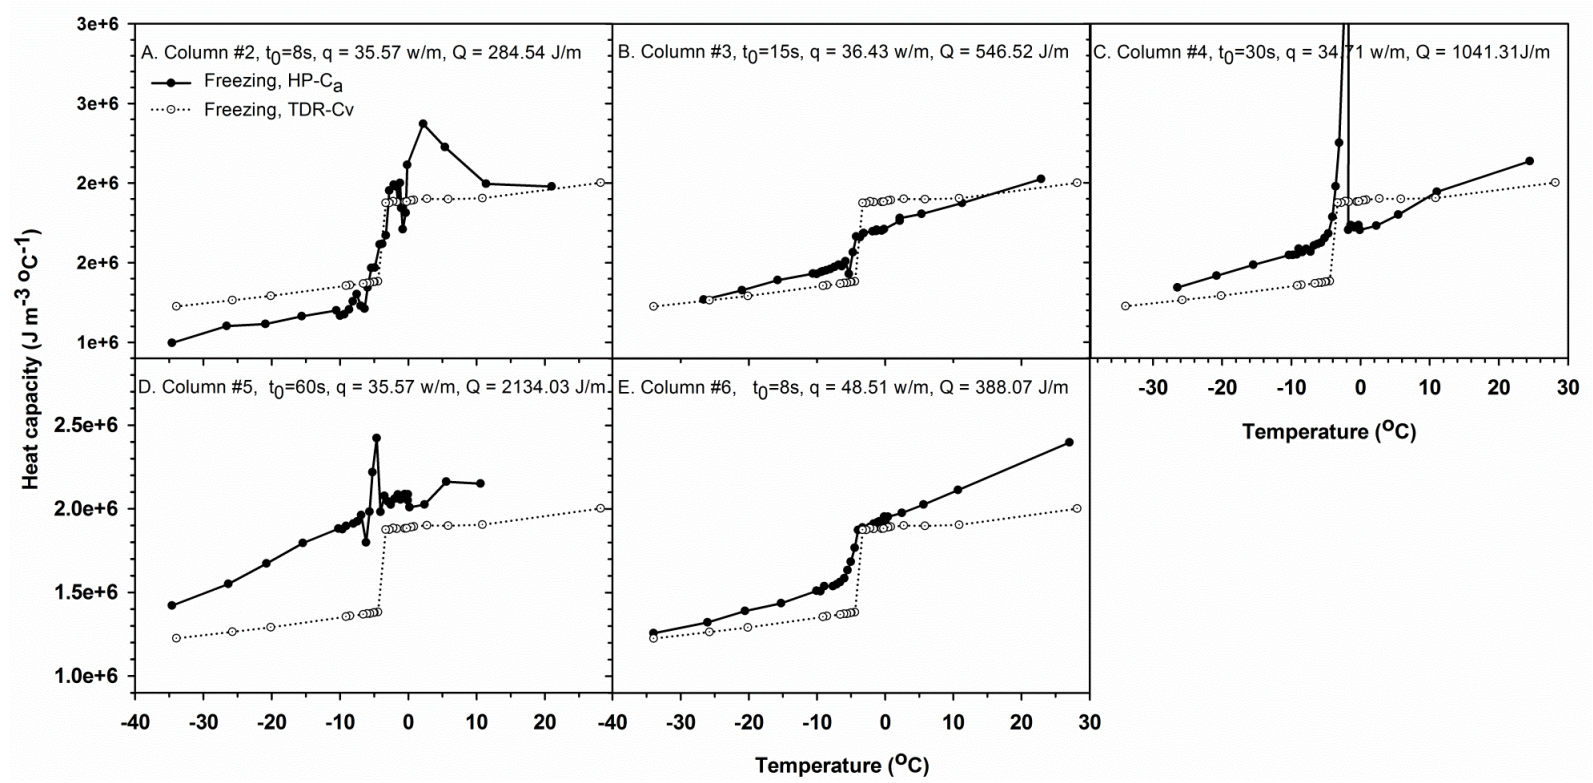 3e+6
3e+6
2e+6
2e+6
1e+6
A. Column #2, t0=8s, q = 35.57 w/m, Q = 284.54 J/m
Freezing, HP-Ca
Freezing, TDR-Cv
B. Column #3, t0=15s, q = 36.43 w/m, Q = 546.52 J/m
C. Column #4, t0=30s, q = 34.71 w/m, Q = 1041.31J/m
-30 -20 -10 0 10 20 30
Temperature (oC)
Heat capacity (J m-3 oC-1)
D. Column #5, t0=60s, q = 35.57 w/m, Q = 2134.03 J/m
E. Column #6, t0=8s, q = 48.51 w/m, Q = 388.07 J/m
2.5e+6
2.0e+6
1.5e+6
1.0e+6
-40 -30 -20 -10 0 10 20 -40 -30 -20 -10 0 10 20 30
Temperature (oC)